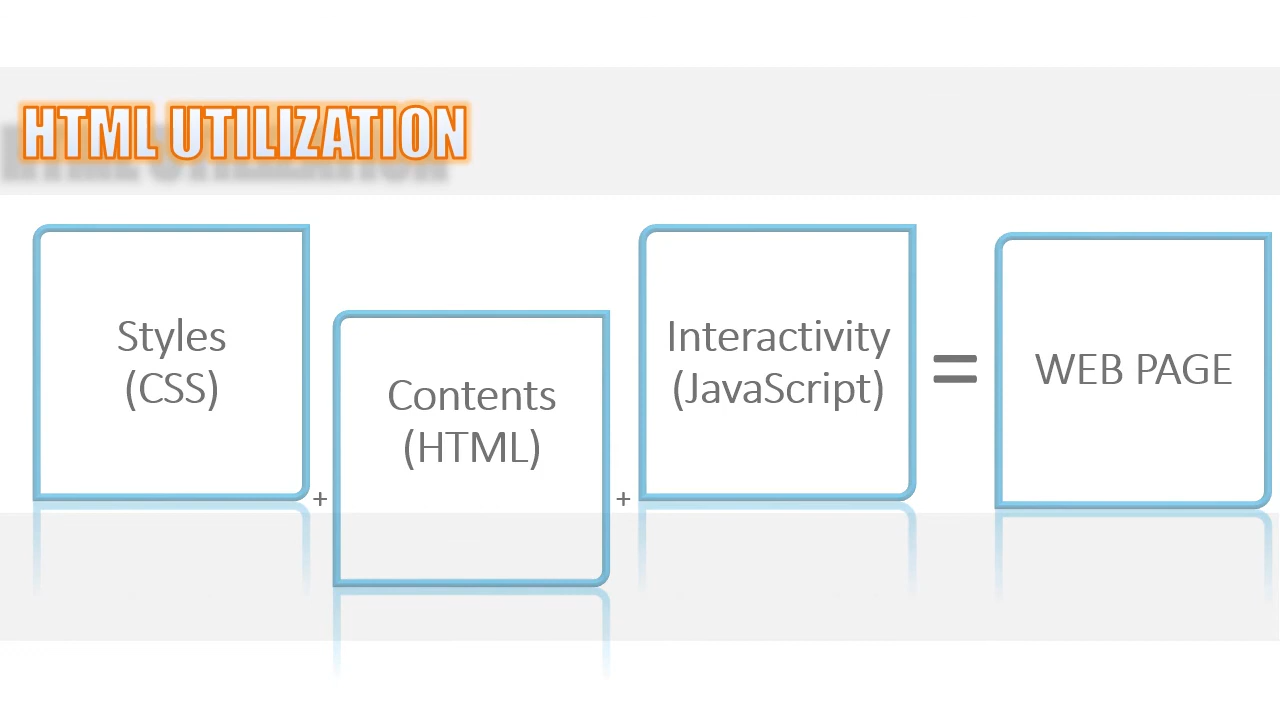 HTML UTILIZATION
Styles
(CSS)
+
Contents
(HTML)
+
Interactivity
(JavaScript)
=
WEB PAGE